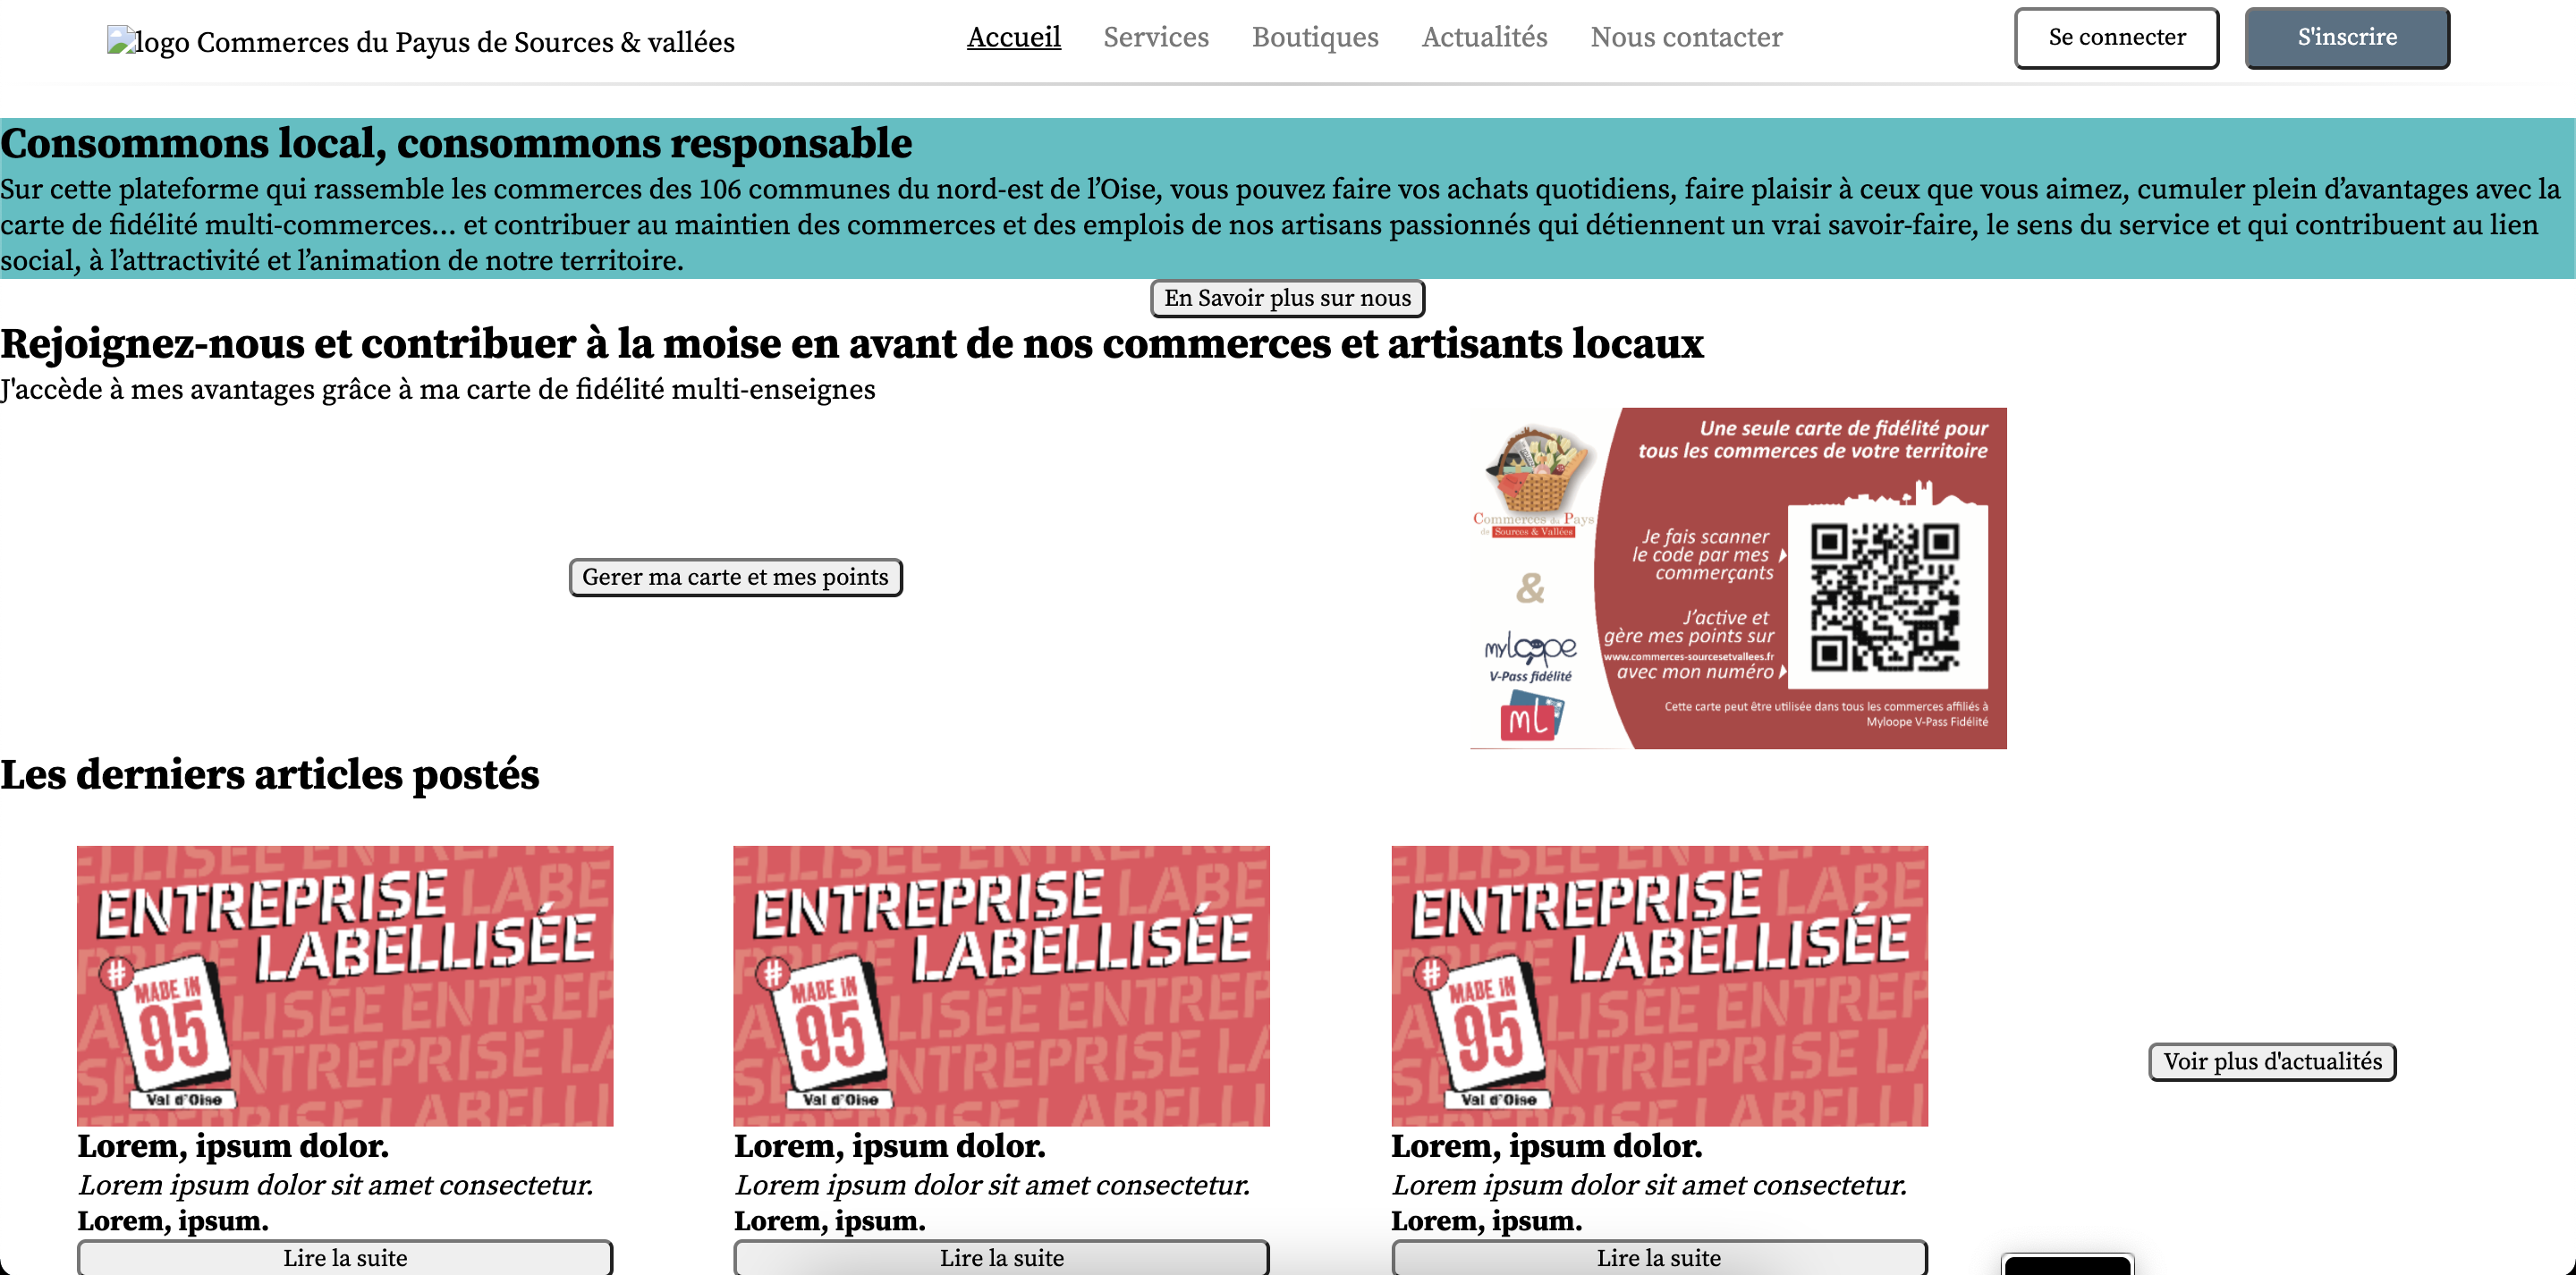 logo Commerces du Payus de Sources & vallées
Accueil
Services
Boutiques
Actualités
Nous contacter
Se connecter
S'inscrire
Consommons local, consommons responsable
Sur cette plateforme qui rassemble les commerces des 106 communes du nord-est de l’Oise, vous pouvez faire vos achats quotidiens, faire plaisir à ceux que vous aimez, cumuler plein d’avantages avec la
carte de fidélité multi-commerces… et contribuer au maintien des commerces et des emplois de nos artisans passionnés qui détiennent un vrai savoir-faire, le sens du service et qui contribuent au lien
social, à l’attractivité et l’animation de notre territoire.
En Savoir plus sur nous
Rejoignez-nous et contribuer à la moise en avant de nos commerces et artisants locaux
J'accède à mes avantages grâce à ma carte de fidélité multi-enseignes
Gerer ma carte et mes points
Commerces du Pays
de Sources & Vallées
&
myloope
V-Pass fidélité
mL
Une seule carte de fidélité pour
tous les commerces de votre territoire
Je fais scanner
le code par mes
commerçants
J’active et
gère mes points sur
www.commerces-sourcesetvallees.fr
avec mon numéro
Cette carte peut être utilisée dans tous les commerces affiliés à
Myloope V-Pass Fidélité
Les derniers articles postés
ENTREPRISE
LABELLISÉE
#
MADE IN
95
Val d'Oise
Lorem, ipsum dolor.
Lorem ipsum dolor sit amet consectetur.
Lorem, ipsum.
Lire la suite
ENTREPRISE
LABELLISÉE
#
MADE IN
95
Val d'Oise
Lorem, ipsum dolor.
Lorem ipsum dolor sit amet consectetur.
Lorem, ipsum.
Lire la suite
ENTREPRISE
LABELLISÉE
#
MADE IN
95
Val d'Oise
Lorem, ipsum dolor.
Lorem ipsum dolor sit amet consectetur.
Lorem, ipsum.
Lire la suite
Voir plus d'actualités